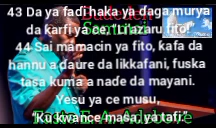 43 Da ya fadi haka ya daga murya
da karfi ya ce, "Li'azaru fito!
44 Sai mamacin ya fito, kafa da
hannu a daure da likkafani, fuska
tasa kuma a nade da mayani.
Yesu ya ce musu,
"Ku kwance masa, ya tafi."